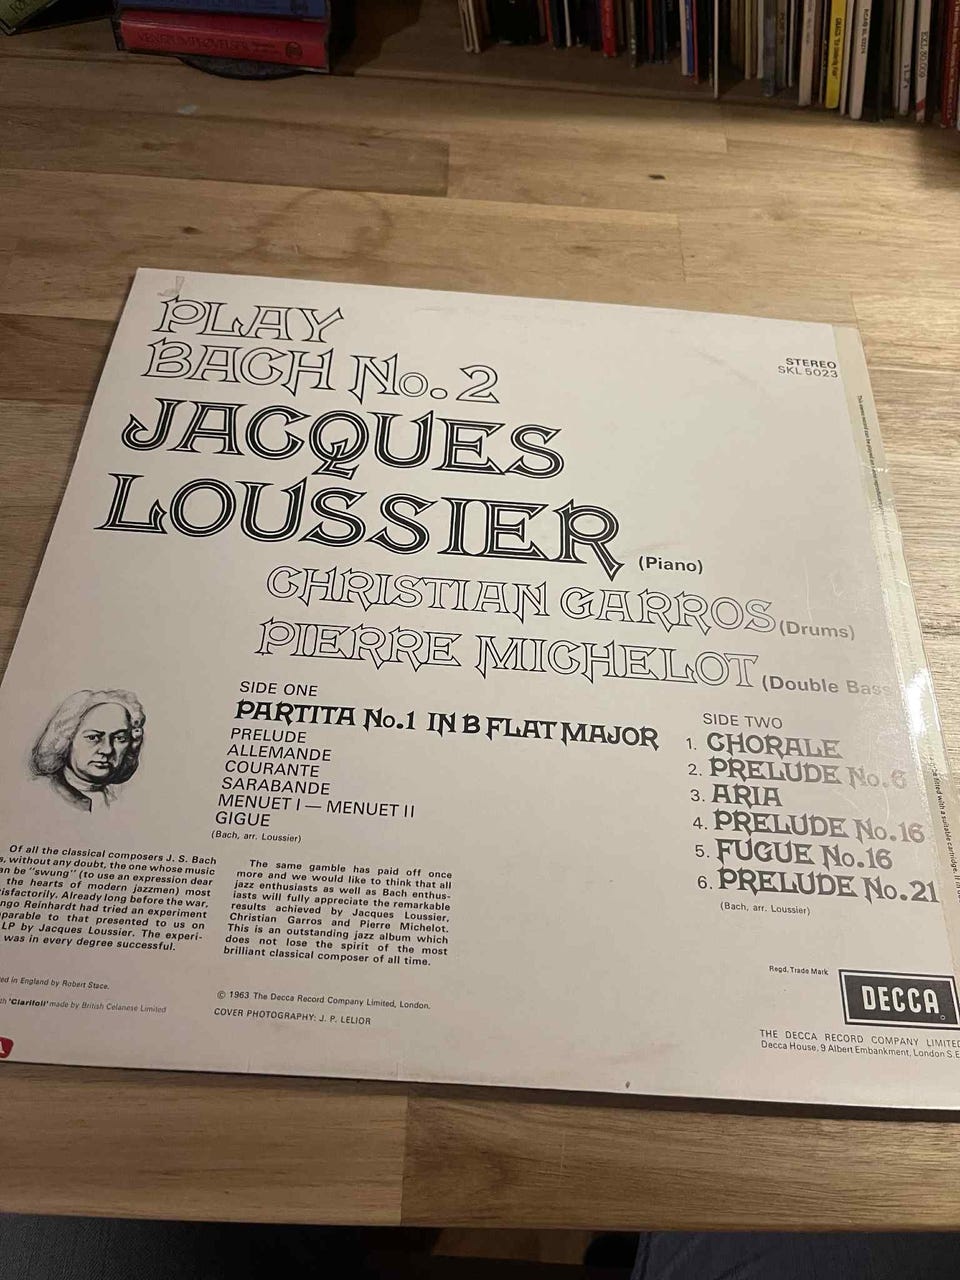 VENEPUMPRØVELSER
PLAY
BACH No. 2
STEREO
SKL 5023
JACQUES
LOUSSIER (Piano)
CHRISTIAN GARROS (Drums)
PIERRE MICHELOT (Double Bass
SIDE ONE
PARTITA No. 1 IN B FLAT MAJOR
PRELUDE
ALLEMANDE
COURANTE
SARABANDE
MENUET I — MENUET II
GIGUE
(Bach, arr. Loussier)
SIDE TWO
1. CHORALE
2. PRELUDE No. 6
3. ARIA
4. PRELUDE No. 16
5. FUGUE No. 16
6. PRELUDE No. 21
(Bach, arr. Loussier)
Of all the classical composers J. S. Bach
s, without any doubt, the one whose music
an be "swung" (to use an expression dear
the hearts of modern jazzmen) most
isfactorily. Already long before the war,
ngo Reinhardt had tried an experiment
parable to that presented to us on
LP by Jacques Loussier. The experi-
was in every degree successful.
The same gamble has paid off once
more and we would like to think that all
jazz enthusiasts as well as Bach enthus-
iasts will fully appreciate the remarkable
results achieved by Jacques Loussier,
Christian Garros and Pierre Michelot.
This is an outstanding jazz album which
does not lose the spirit of the most
brilliant classical composer of all time.
ed in England by Robert Stace.
th 'Clarifoil' made by British Celanese Limited
© 1963 The Decca Record Company Limited, London.
COVER PHOTOGRAPHY: J. P. LELIOR
Regd. Trade Mark
DECCA
THE DECCA RECORD COMPANY LIMITED
Decca House, 9 Albert Embankment, London S.E